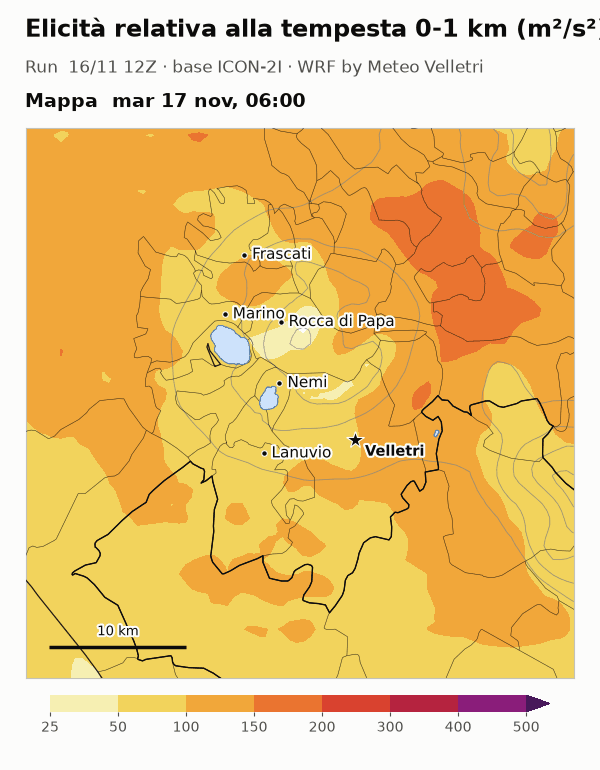 Elicità relativa alla tempesta 0-1 km (m²/s²)
Run 16/11 12Z · base ICON-2I · WRF by Meteo Velletri
Mappa mar 17 nov, 06:00
Frascati
Marino
Rocca di Papa
Nemi
Lanuvio
Velletri
10 km
25 50 100 150 200 300 400 500